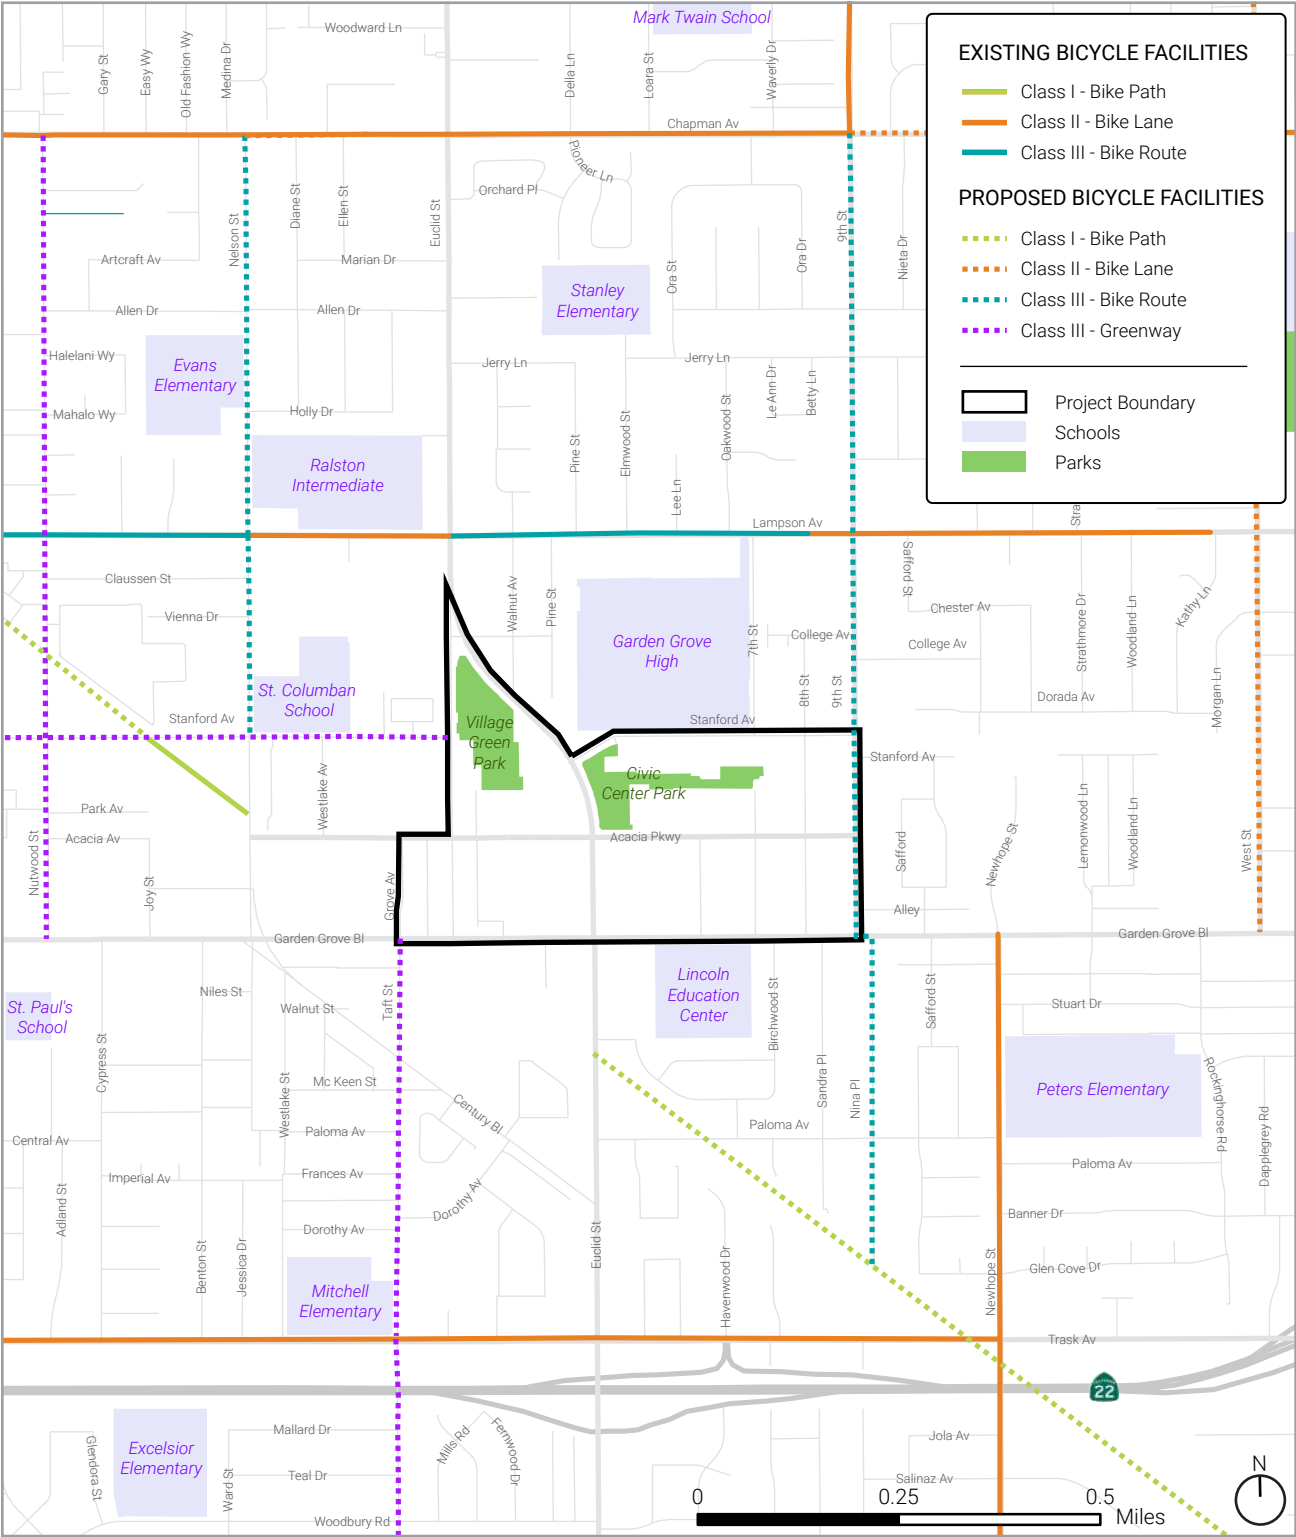 Mark Twain School
Woodward Ln
Gary St
Easy Wy
Old Fashion Wy
Medina Dr
Della Ln
Loara St
Waverly Dr
Chapman Av
EXISTING BICYCLE FACILITIES
Class I - Bike Path
Class II - Bike Lane
Class III - Bike Route
PROPOSED BICYCLE FACILITIES
Class I - Bike Path
Class II - Bike Lane
Class III - Bike Route
Class III - Greenway
Project Boundary
Schools
Parks
Pioneer Ln
Orchard Pl
Nelson St
Diane St
Ellen St
Euclid St
9th St
Ora Dr
Nieta Dr
Ora St
Artcraft Av
Marian Dr
Stanley
Elementary
Allen Dr
Allen Dr
Halelani Wy
Evans
Elementary
Jerry Ln
Jerry Ln
Le Ann Dr
Betty Ln
Mahalo Wy
Holly Dr
Pine St
Elmwood St
Oakwood St
Lee Ln
Ralston
Intermediate
Lampson Av
Stra
Claussen St
Vienna Dr
Walnut Av
Pine St
Safford St
Chester Av
College Av
College Av
Strathmore Dr
Woodland Ln
Kathy Ln
Garden Grove
High
7th St
8th St
9th St
Dorada Av
Morgan Ln
St. Columban
School
Stanford Av
Stanford Av
Stanford Av
Village
Green
Park
Civic
Center Park
Westlake Av
Park Av
Acacia Av
Acacia Pkwy
Nutwood St
Joy St
Grove Av
Safford
Newhope St
Lemonwood Ln
Woodland Ln
West St
Alley
Garden Grove Bl
Garden Grove Bl
Lincoln
Education
Center
St. Paul's
School
Niles St
Walnut St
Taft St
Birchwood St
Safford St
Stuart Dr
Cypress St
Westlake St
Mc Keen St
Century Bl
Sandra Pl
Nina Pl
Peters Elementary
Rockinghorse Rd
Dapplegrey Rd
Central Av
Paloma Av
Paloma Av
Paloma Av
Imperial Av
Frances Av
Adland St
Dorothy Av
Dorothy Av
Banner Dr
Benton St
Jessica Dr
Euclid St
Havenwood Dr
Newhope St
Glen Cove Dr
Mitchell
Elementary
Trask Av
CALIFORNIA
22
Excelsior
Elementary
Glendora St
Mallard Dr
Ward St
Teal Dr
Mills Rd
Fernwood Dr
Jola Av
Salinaz Av
Woodbury Rd
N
0
0.25
0.5
Miles